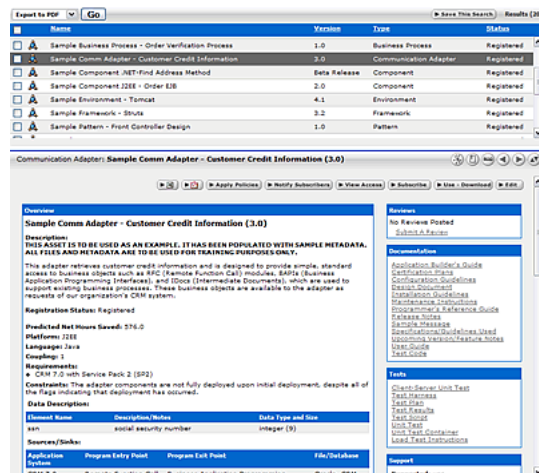 Export to PDF Go Save This Search Results (20
Name Version Type Status
Sample Business Process - Order Verification Process 1.0 Business Process Registered
Sample Comm Adapter - Customer Credit Information 3.0 Communication Adapter Registered
Sample Component .NET-Find Address Method Beta Release Component Registered
Sample Component J2EE - Order EJB 2.0 Component Registered
Sample Environment - Tomcat 4.1 Environment Registered
Sample Framework - Struts 3.2 Framework Registered
Sample Pattern - Front Controller Design 1.0 Pattern Registered
Communication Adapter: Sample Comm Adapter - Customer Credit Information (3.0)
Apply Policies Notify Subscribers View Access Subscribe Use - Download Edit
Overview
Sample Comm Adapter - Customer Credit Information (3.0)
Description:
THIS ASSET IS TO BE USED AS AN EXAMPLE. IT HAS BEEN POPULATED WITH SAMPLE METADATA.
ALL FILES AND METADATA ARE TO BE USED FOR TRAINING PURPOSES ONLY.
This adapter retrieves customer credit information and is designed to provide simple, standard
access to business objects such as RFC (Remote Function Call) modules, BAPIs (Business
Application Programming Interfaces), and IDocs (Intermediate Documents), which are used to
support existing business processes. These business objects are available to the adapter as
requests of our organization's CRM system.
Registration Status: Registered
Predicted Net Hours Saved: 576.0
Platform: J2EE
Language: Java
Coupling: 1
Requirements:
CRM 7.0 with Service Pack 2 (SP2)
Constraints: The adapter components are not fully deployed upon initial deployment, despite all of
the flags indicating that deployment has occurred.
Data Description:
Element Name Description/Notes Data Type and Size
ssn social security number integer (9)
Sources/Sinks:
Application System Program Entry Point Program Exit Point File/Database
Reviews
No Reviews Posted
Submit A Review
Documentation
Application Builder's Guide
Certification Plans
Configuration Guidelines
Design Document
Installation Guidelines
Maintenance Instructions
Programmer's Reference Guide
Release Notes
Sample Message
Specifications/Guidelines Used
Upcoming Version/Feature Notes
User Guide
Test Code
Tests
Client-Server Unit Test
Test Harness
Test Plan
Test Results
Test Script
Unit Test
Unit Test Container
Load Test Instructions
Support